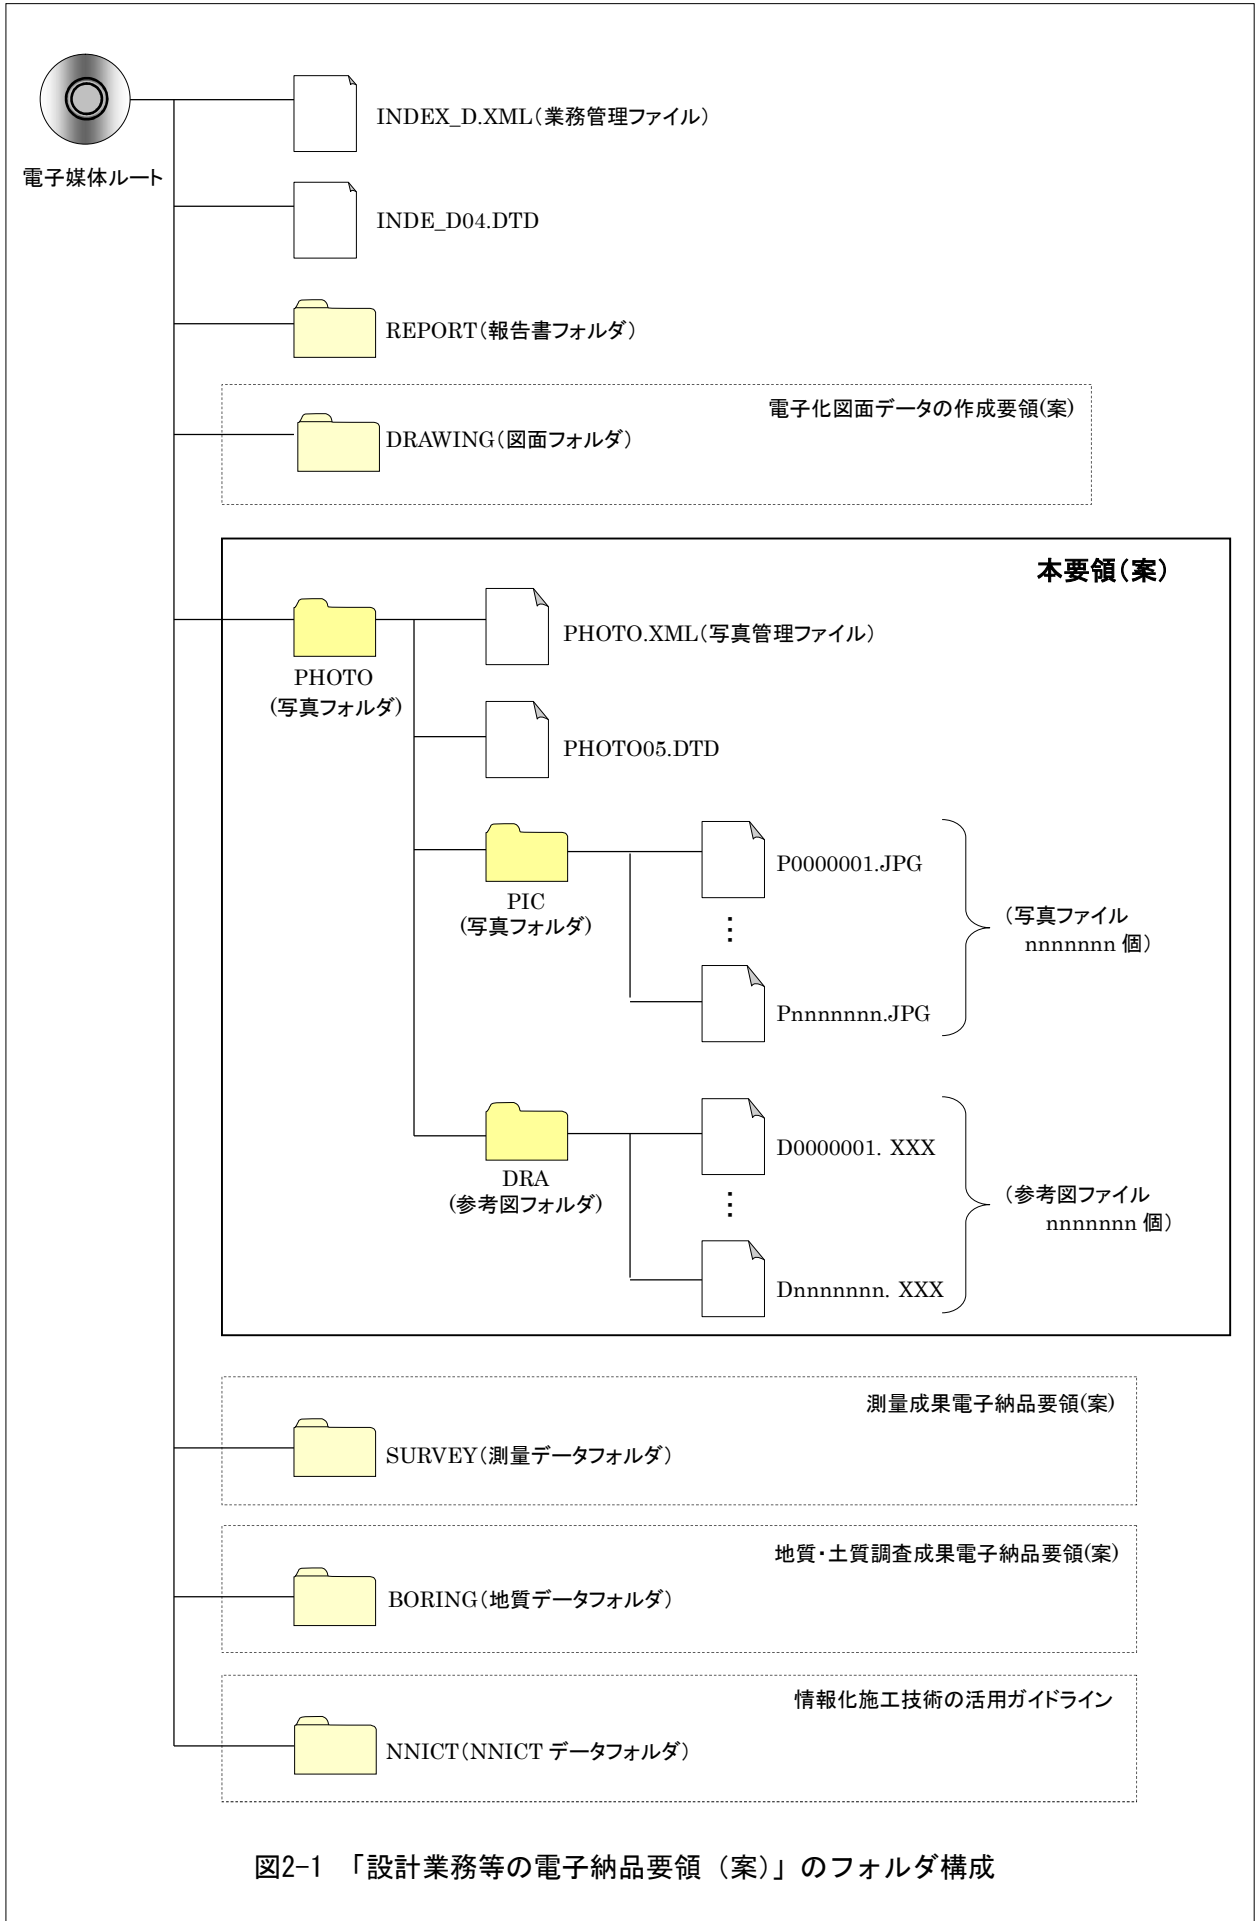 電子媒体ルート
INDEX_D.XML（業務管理ファイル）
INDE_D04.DTD
REPORT（報告書フォルダ）
電子化図面データの作成要領(案)
DRAWING（図面フォルダ）
本要領（案）
PHOTO
(写真フォルダ)
PHOTO.XML（写真管理ファイル）
PHOTO05.DTD
PIC
(写真フォルダ)
P0000001.JPG
⋮
Pnnnnnnn.JPG
（写真ファイル
nnnnnnn 個）
DRA
(参考図フォルダ)
D0000001. XXX
⋮
Dnnnnnnn. XXX
（参考図ファイル
nnnnnnn 個）
測量成果電子納品要領(案)
SURVEY（測量データフォルダ）
地質・土質調査成果電子納品要領(案)
BORING（地質データフォルダ）
情報化施工技術の活用ガイドライン
NNICT（NNICT データフォルダ）
図2-1　「設計業務等の電子納品要領（案）」のフォルダ構成